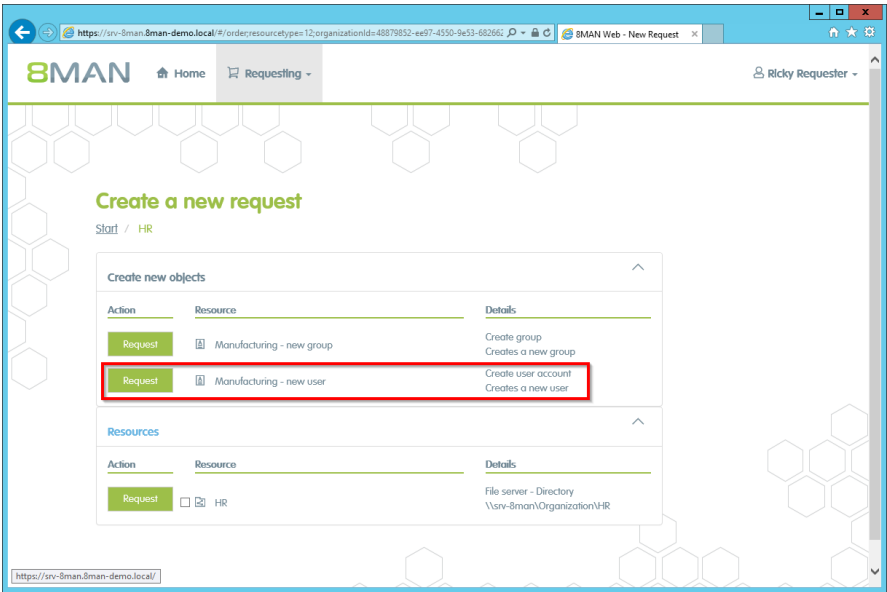 https://srv-8man.8man-demo.local/#/order;resourcetype=12;organizationId=48879852-ee97-4550-9e53-682662
8MAN Web - New Request
8MAN
Home
Requesting
Ricky Requester
Create a new request
Start / HR
Create new objects
Action Resource Details
Request Manufacturing - new group Create group
Creates a new group
Request Manufacturing - new user Create user account
Creates a new user
Resources
Action Resource Details
Request HR File server - Directory
\\srv-8man\Organization\HR
https://srv-8man.8man-demo.local/